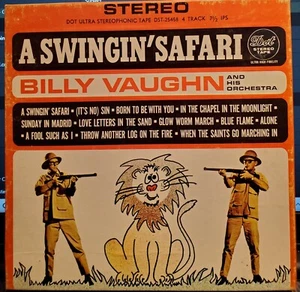 STEREO
DOT ULTRA STEREOPHONIC TAPE DST-25458 4 TRACK 7½ IPS
A SWINGIN' SAFARI
Dot
STEREO TAPE
BILLY VAUGHN AND HIS ORCHESTRA
A SWINGIN' SAFARI • (IT'S NO) SIN • BORN TO BE WITH YOU • IN THE CHAPEL IN THE MOONLIGHT •
SUNDAY IN MADRID • LOVE LETTERS IN THE SAND • GLOW WORM MARCH • BLUE FLAME • ALONE
• A FOOL SUCH AS I • THROW ANOTHER LOG ON THE FIRE • WHEN THE SAINTS GO MARCHING IN